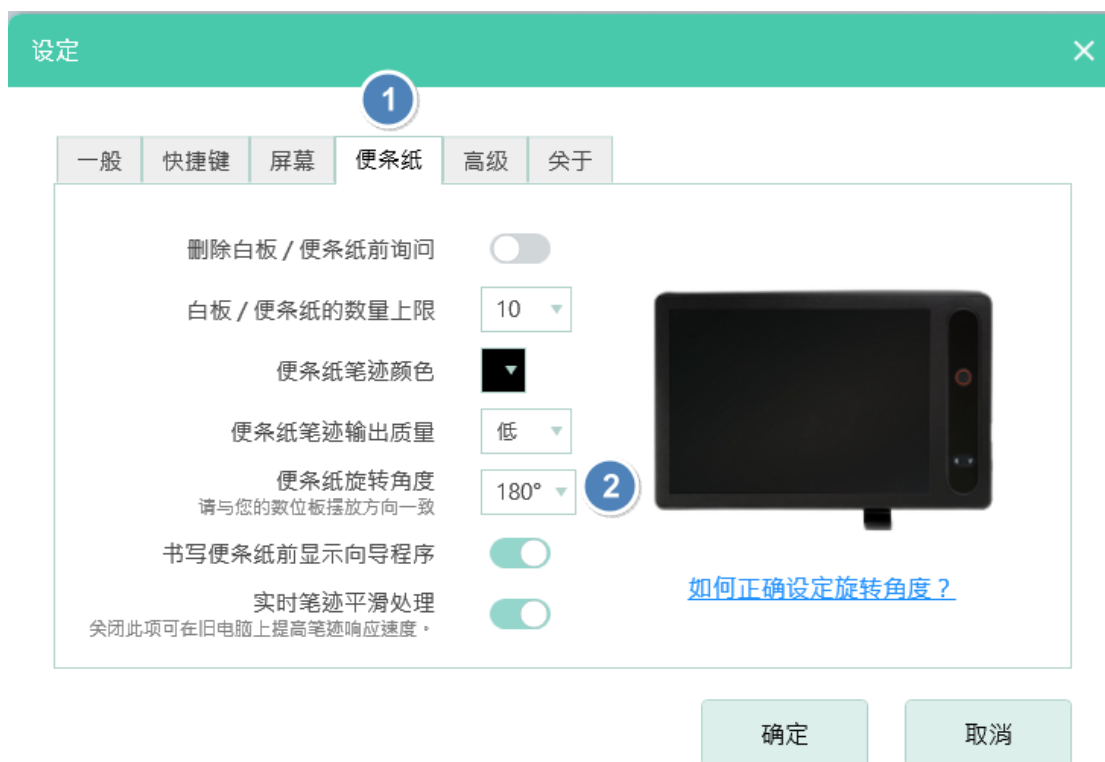 设定
1
一般 快捷键 屏幕 便条纸 高级 关于
删除白板 / 便条纸前询问
白板 / 便条纸的数量上限 10
便条纸笔迹颜色
便条纸笔迹输出质量 低
便条纸旋转角度 180° 2
请与您的数位板摆放方向一致
书写便条纸前显示向导程序
实时笔迹平滑处理
关闭此项可在旧电脑上提高笔迹响应速度。
如何正确设定旋转角度？
确定 取消